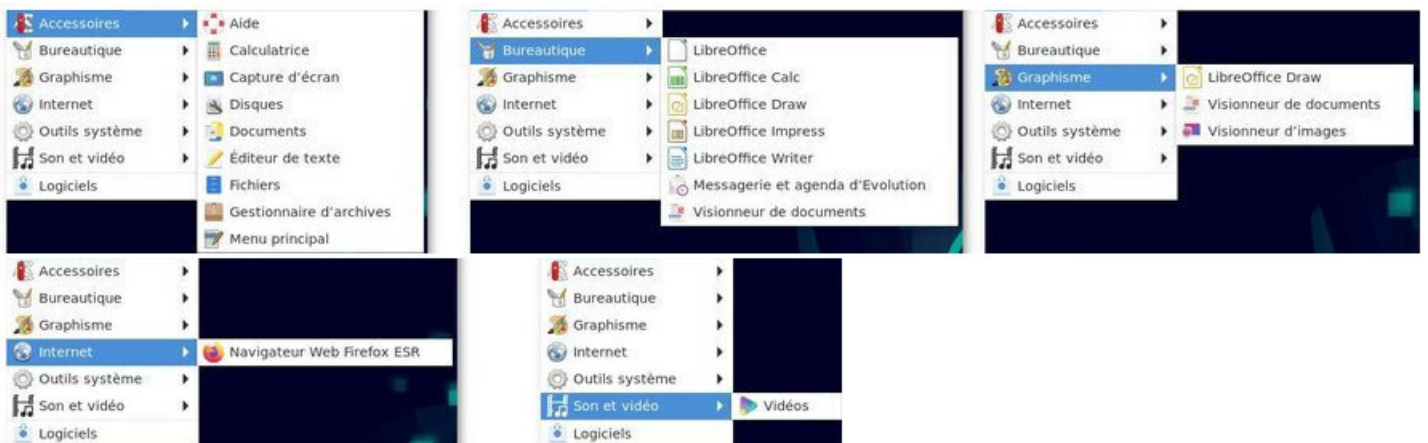 Accessoires
Aide
Bureautique
Calculatrice
Graphisme
Capture d'écran
Internet
Disques
Outils système
Documents
Son et vidéo
Éditeur de texte
Logiciels
Fichiers
Gestionnaire d'archives
Menu principal
Accessoires
Bureautique
LibreOffice
Graphisme
LibreOffice Calc
Internet
LibreOffice Draw
Outils système
LibreOffice Impress
Son et vidéo
LibreOffice Writer
Logiciels
Messagerie et agenda d'Evolution
Visionneur de documents
Accessoires
Bureautique
Graphisme
LibreOffice Draw
Internet
Visionneur de documents
Outils système
Visionneur d'images
Son et vidéo
Logiciels
Accessoires
Bureautique
Graphisme
Internet
Navigateur Web Firefox ESR
Outils système
Son et vidéo
Logiciels
Accessoires
Bureautique
Graphisme
Internet
Outils système
Son et vidéo
Vidéos
Logiciels